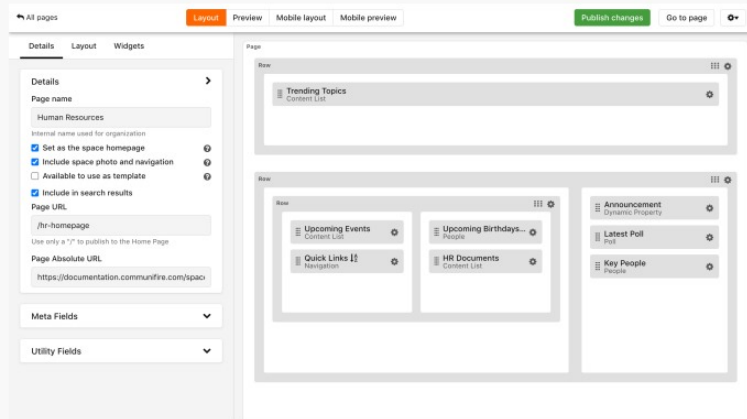 All pages
Layout
Preview
Mobile layout
Mobile preview
Publish changes
Go to page
Details
Layout
Widgets
Details
Page name
Human Resources
Internal name used for organization
Set as the space homepage
Include space photo and navigation
Available to use as template
Include in search results
Page URL
/hr-homepage
Use only a "/" to publish to the Home Page
Page Absolute URL
https://documentation.communifire.com/space
Meta Fields
Utility Fields
Page
Row
Trending Topics
Content List
Row
Row
Upcoming Events
Content List
Quick Links
Navigation
Upcoming Birthdays...
People
HR Documents
Content List
Announcement
Dynamic Property
Latest Poll
Poll
Key People
People